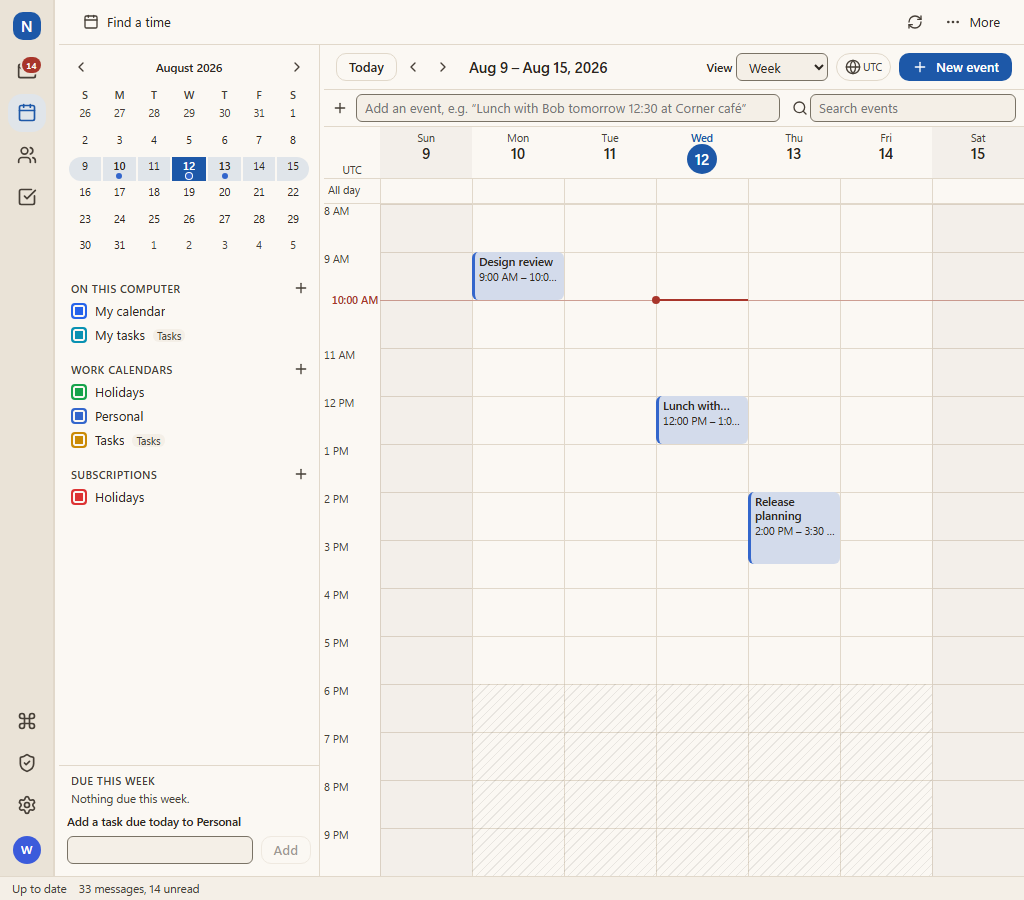 N
Find a time
More
14
August 2026
S M T W T F S
26 27 28 29 30 31 1
2 3 4 5 6 7 8
9 10 11 12 13 14 15
16 17 18 19 20 21 22
23 24 25 26 27 28 29
30 31 1 2 3 4 5
ON THIS COMPUTER
My calendar
My tasks Tasks
WORK CALENDARS
Holidays
Personal
Tasks Tasks
SUBSCRIPTIONS
Holidays
DUE THIS WEEK
Nothing due this week.
Add a task due today to Personal
Add
W
Today
Aug 9 – Aug 15, 2026
View Week
UTC
New event
Add an event, e.g. “Lunch with Bob tomorrow 12:30 at Corner café”
Search events
Sun Mon Tue Wed Thu Fri Sat
9 10 11 12 13 14 15
UTC
All day
8 AM
9 AM
Design review
9:00 AM – 10:0…
10:00 AM
11 AM
12 PM
Lunch with…
12:00 PM – 1:0…
1 PM
2 PM
Release
planning
2:00 PM – 3:30 …
3 PM
4 PM
5 PM
6 PM
7 PM
8 PM
9 PM
Up to date 33 messages, 14 unread